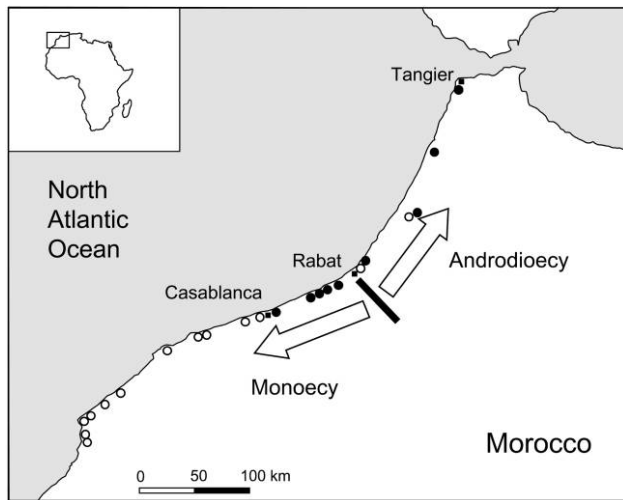 Tangier
North
Atlantic
Ocean
Androdioecy
Rabat
Casablanca
Monoecy
Morocco
0 50 100 km